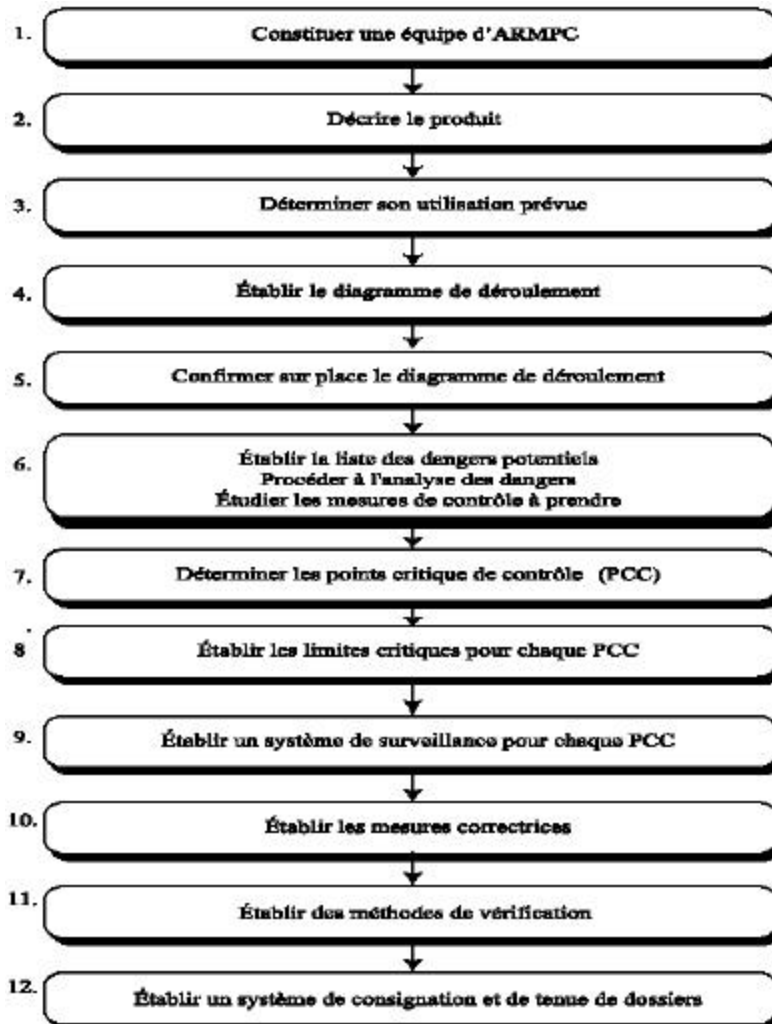 1. Constituer une équipe d'ARMPC
2. Décrire le produit
3. Déterminer son utilisation prévue
4. Établir le diagramme de déroulement
5. Confirmer sur place le diagramme de déroulement
6. Établir la liste des dangers potentiels
Procéder à l'analyse des dangers
Étudier les mesures de contrôle à prendre
7. Déterminer les points critique de contrôle (PCC)
8 Établir les limites critiques pour chaque PCC
9. Établir un système de surveillance pour chaque PCC
10. Établir les mesures correctrices
11. Établir des méthodes de vérification
12. Établir un système de consignation et de tenue de dossiers